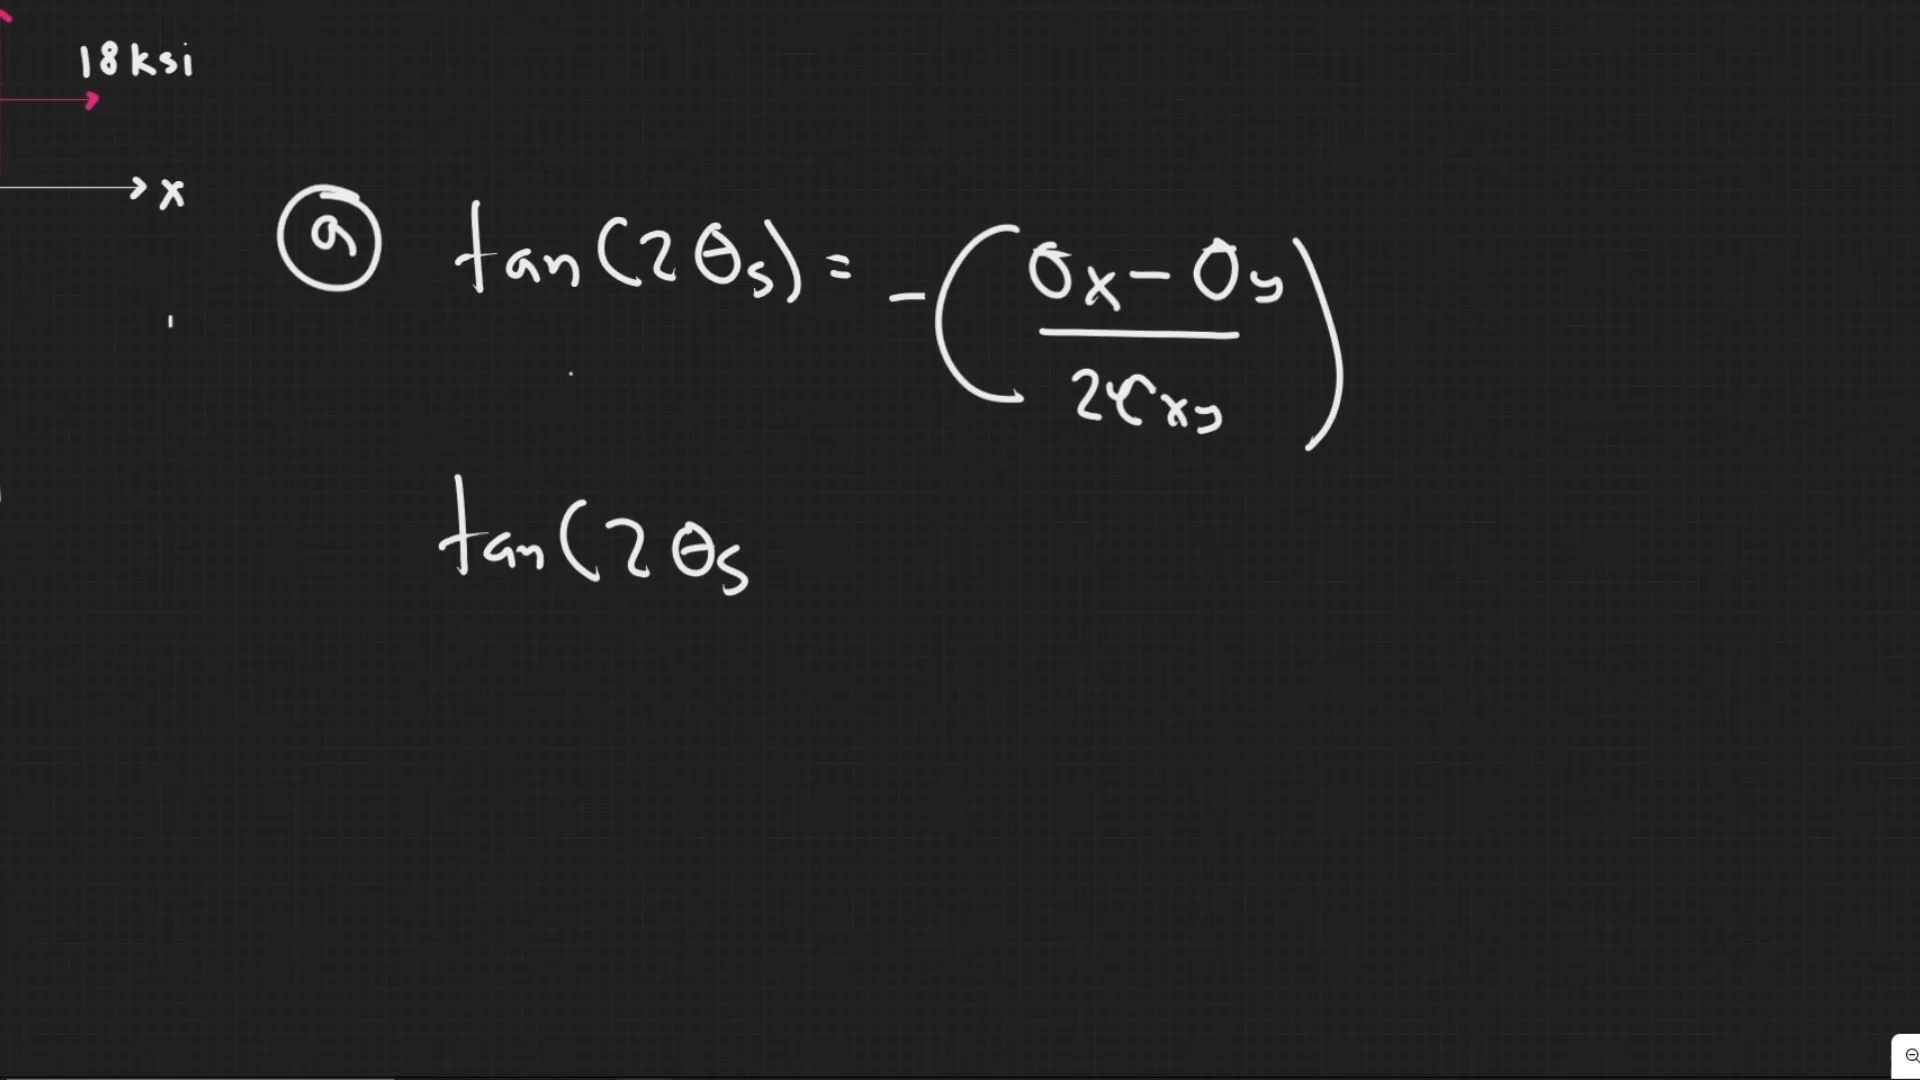 18 ksi
x
a tan(2θs) = -(σx - σy / 2τxy)
tan(2θs